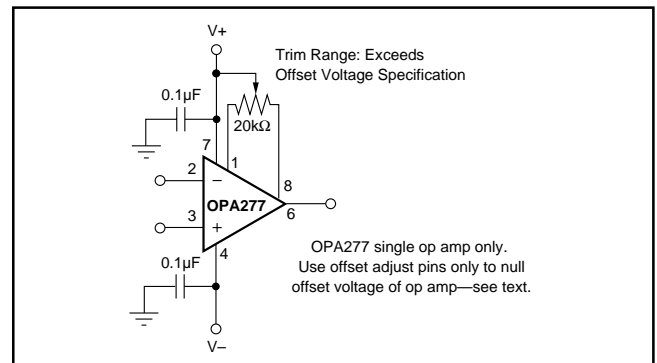 V+
Trim Range: Exceeds
Offset Voltage Specification
0.1µF
20kΩ
7
1
2
–
8
OPA277
6
3
+
OPA277 single op amp only.
4
Use offset adjust pins only to null
0.1µF
offset voltage of op amp—see text.
V–